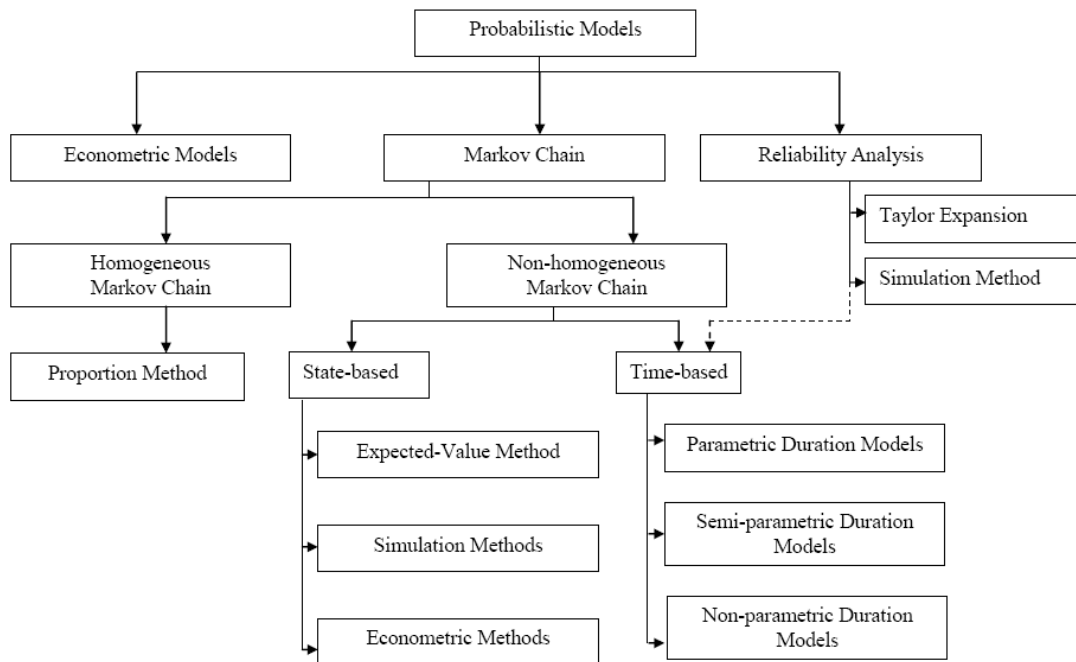 Probabilistic Models
Econometric Models
Markov Chain
Reliability Analysis
Taylor Expansion
Simulation Method
Homogeneous
Markov Chain
Non-homogeneous
Markov Chain
Proportion Method
State-based
Time-based
Expected-Value Method
Simulation Methods
Econometric Methods
Parametric Duration Models
Semi-parametric Duration
Models
Non-parametric Duration
Models